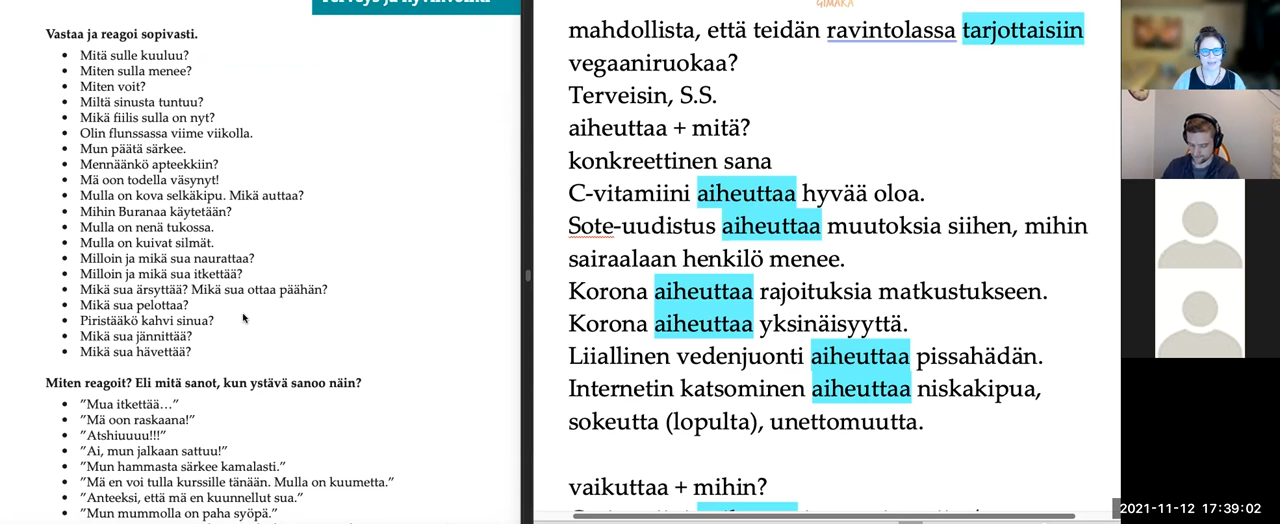 Terveys ja hyvinvointi
Vastaa ja reagoi sopivasti.
• Mitä sulle kuuluu?
• Miten sulla menee?
• Miten voit?
• Miltä sinusta tuntuu?
• Mikä fiilis sulla on nyt?
• Olin flunssassa viime viikolla.
• Mun päätä särkee.
• Mennäänkö apteekkiin?
• Mä oon todella väsynyt!
• Mulla on kova selkäkipu. Mikä auttaa?
• Mihin Buranaa käytetään?
• Mulla on nenä tukossa.
• Mulla on kuivat silmät.
• Milloin ja mikä sua naurattaa?
• Milloin ja mikä sua itkettää?
• Mikä sua ärsyttää? Mikä sua ottaa päähän?
• Mikä sua pelottaa?
• Piristääkö kahvi sinua?
• Mikä sua jännittää?
• Mikä sua hävettää?
Miten reagoit? Eli mitä sanot, kun ystävä sanoo näin?
• ”Mua itkettää…”
• ”Mä oon raskaana!”
• ”Atshiuuuu!!!”
• ”Ai, mun jalkaan sattuu!”
• ”Mun hammasta särkee kamalasti.”
• ”Mä en voi tulla kurssille tänään. Mulla on kuumetta.”
• ”Anteeksi, että mä en kuunnellut sua.”
• ”Mun mummolla on paha syöpä.”
GIMARA
mahdollista, että teidän ravintolassa tarjottaisiin
vegaaniruokaa?
Terveisin, S.S.
aiheuttaa + mitä?
konkreettinen sana
C-vitamiini aiheuttaa hyvää oloa.
Sote-uudistus aiheuttaa muutoksia siihen, mihin
sairaalaan henkilö menee.
Korona aiheuttaa rajoituksia matkustukseen.
Korona aiheuttaa yksinäisyyttä.
Liiallinen vedenjuonti aiheuttaa pissahädän.
Internetin katsominen aiheuttaa niskakipua,
sokeutta (lopulta), unettomuutta.
vaikuttaa + mihin?
2021-11-12 17:39:02